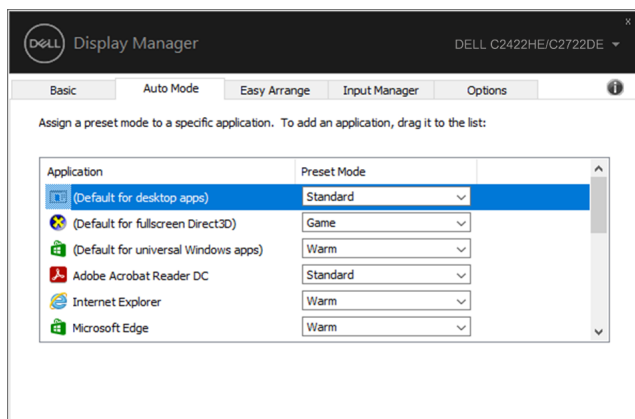 x
DELL Display Manager DELL C2422HE/C2722DE
Basic Auto Mode Easy Arrange Input Manager Options i
Assign a preset mode to a specific application.  To add an application, drag it to the list:
Application Preset Mode
(Default for desktop apps) Standard
(Default for fullscreen Direct3D) Game
(Default for universal Windows apps) Warm
Adobe Acrobat Reader DC Standard
Internet Explorer Warm
Microsoft Edge Warm